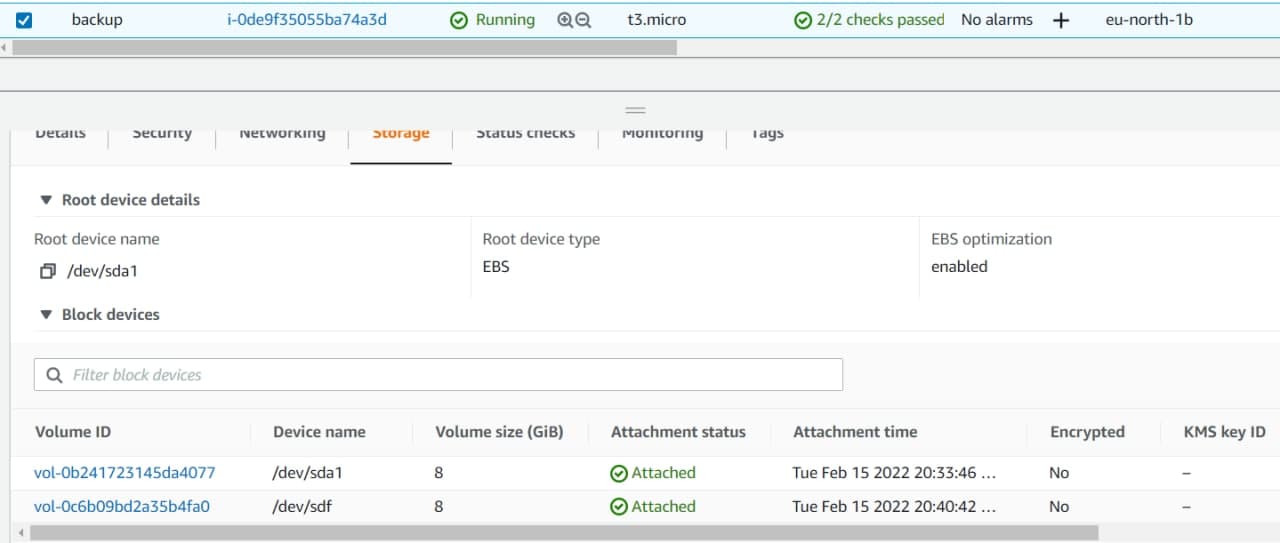 backup i-0de9f35055ba74a3d Running t3.micro 2/2 checks passed No alarms + eu-north-1b
Details Security Networking Storage Status checks Monitoring Tags
Root device details
Root device name Root device type EBS optimization
/dev/sda1 EBS enabled
Block devices
Filter block devices
Volume ID Device name Volume size (GiB) Attachment status Attachment time Encrypted KMS key ID
vol-0b241723145da4077 /dev/sda1 8 Attached Tue Feb 15 2022 20:33:46 ... No –
vol-0c6b09bd2a35b4fa0 /dev/sdf 8 Attached Tue Feb 15 2022 20:40:42 ... No –